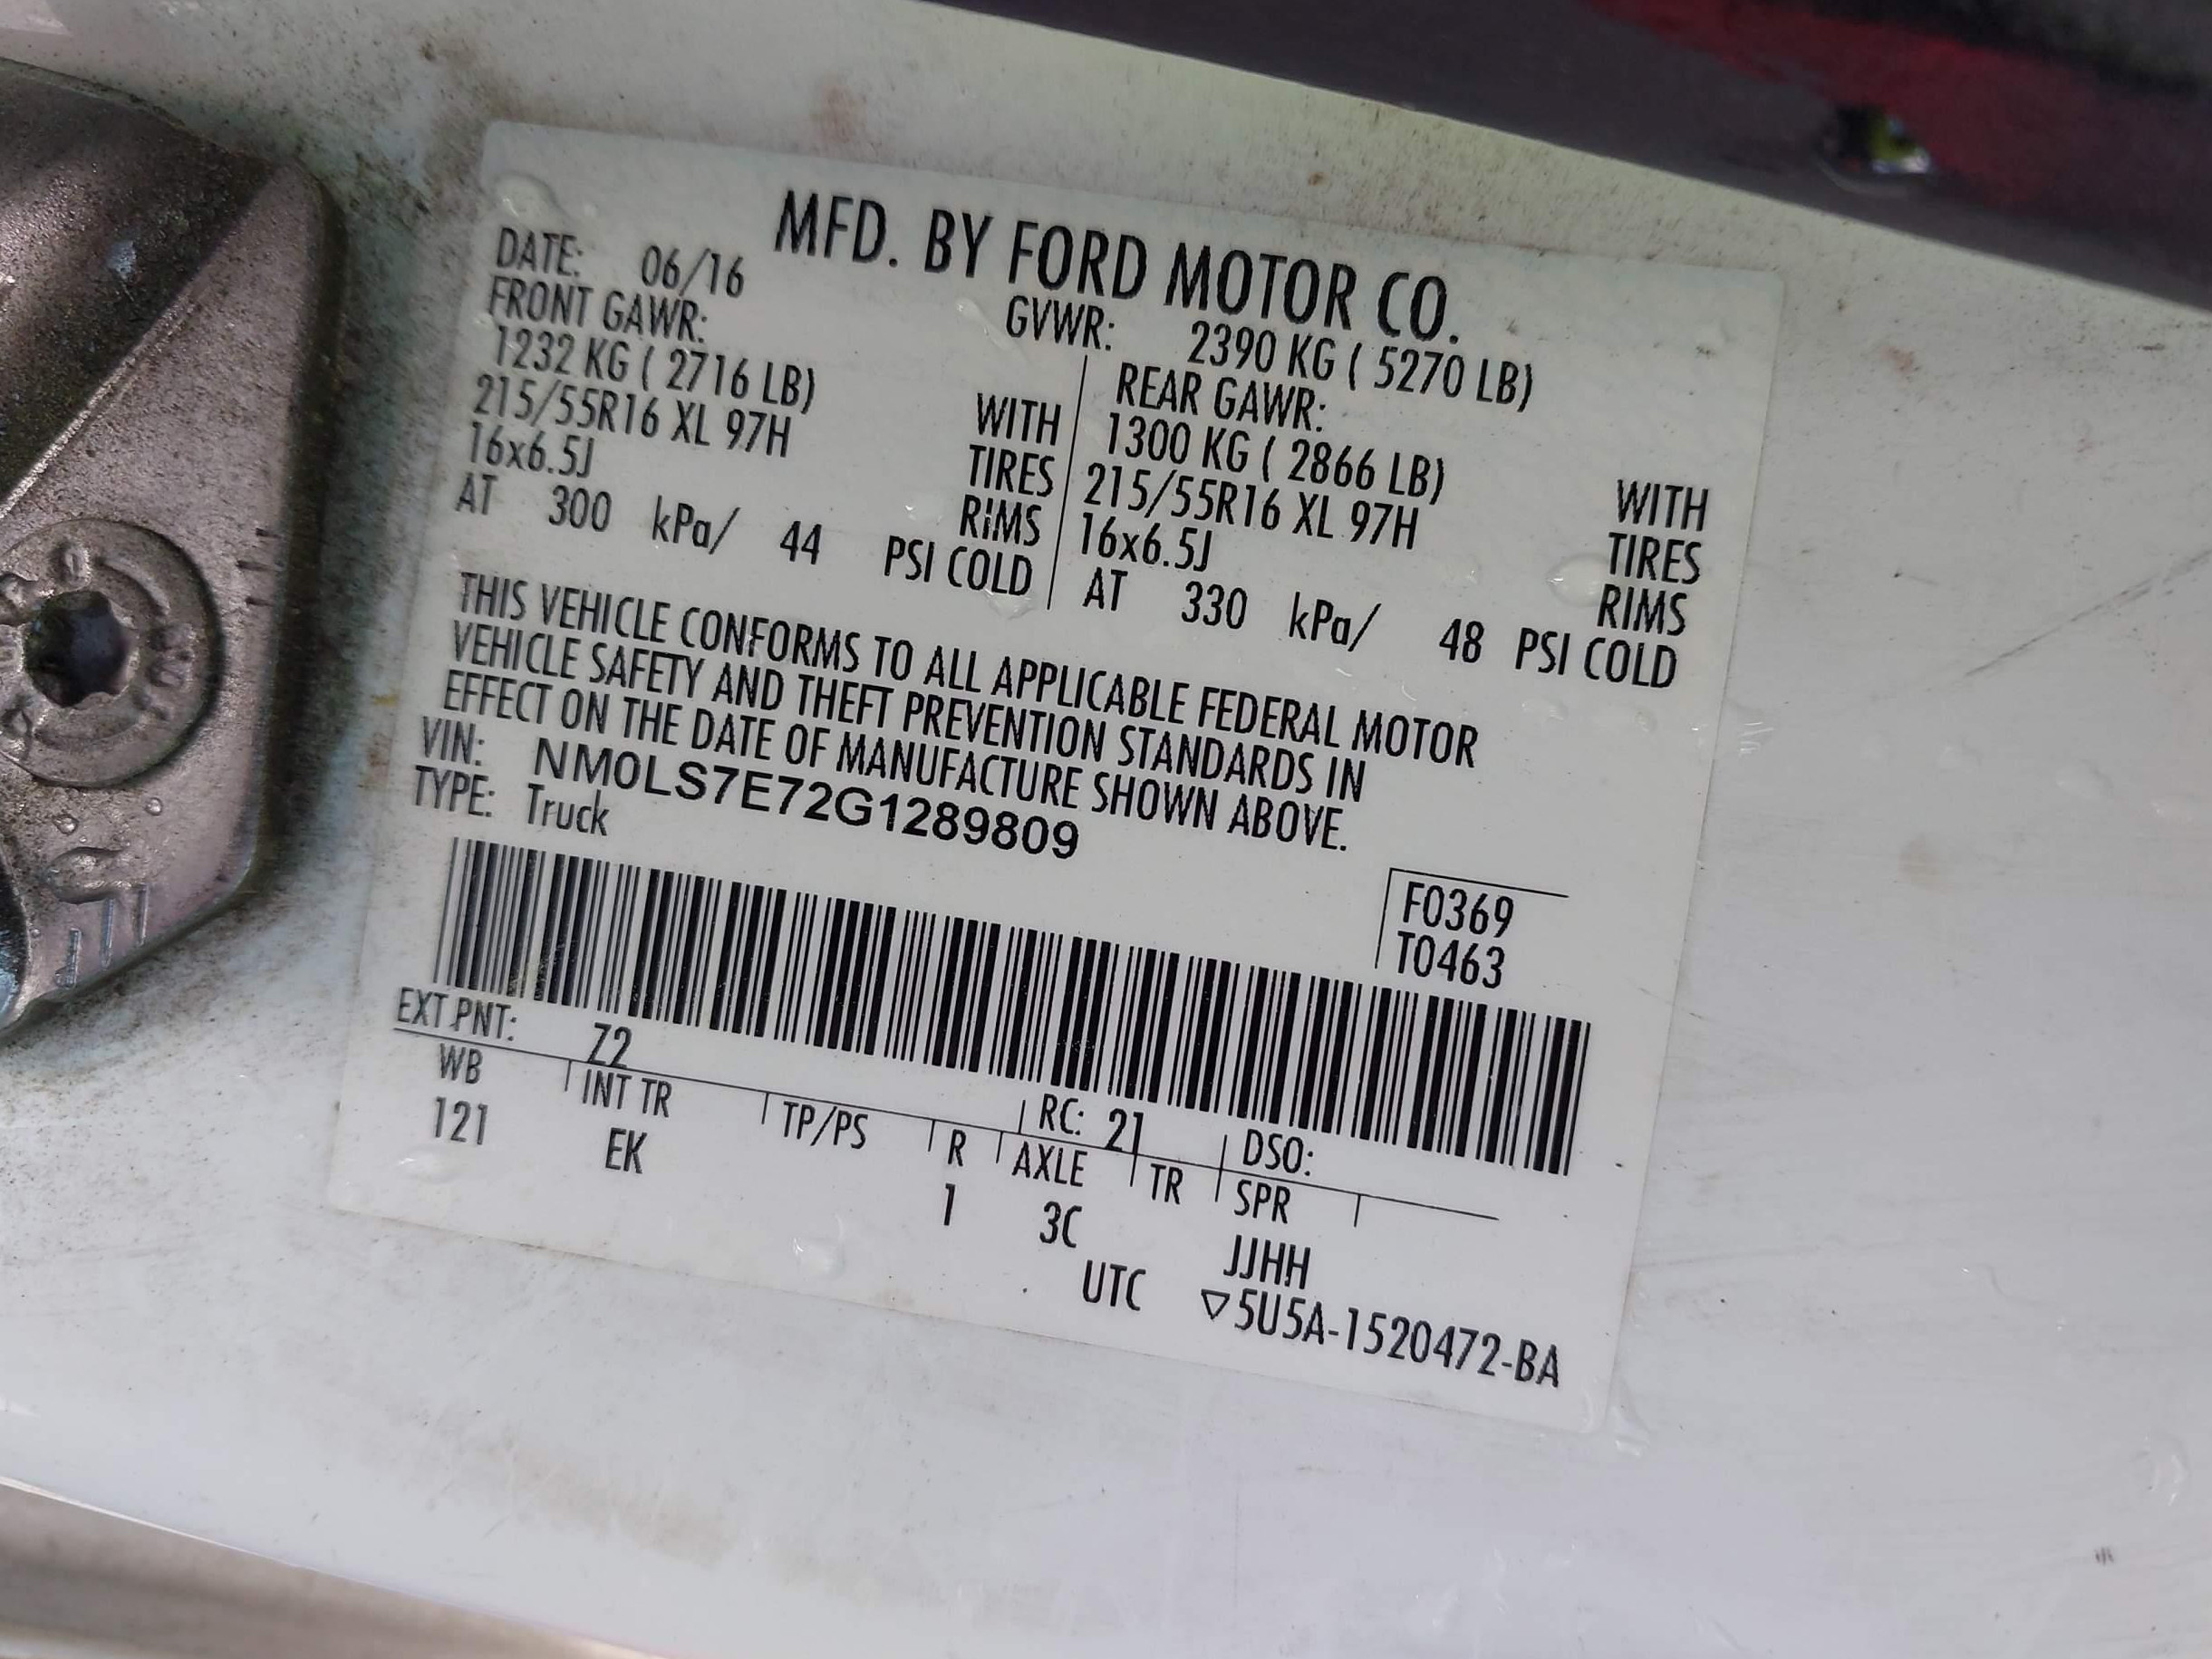 MFD. BY FORD MOTOR CO.
DATE: 06/16 GVWR: 2390 KG ( 5270 LB)
FRONT GAWR: REAR GAWR:
1232 KG ( 2716 LB) WITH 1300 KG ( 2866 LB) WITH
215/55R16 XL 97H TIRES 215/55R16 XL 97H TIRES
16x6.5J RIMS 16x6.5J RIMS
AT 300 kPa/ 44 PSI COLD AT 330 kPa/ 48 PSI COLD
THIS VEHICLE CONFORMS TO ALL APPLICABLE FEDERAL MOTOR
VEHICLE SAFETY AND THEFT PREVENTION STANDARDS IN
EFFECT ON THE DATE OF MANUFACTURE SHOWN ABOVE.
VIN: NM0LS7E72G1289809
TYPE: Truck
F0369
T0463
EXT PNT: Z2 RC: 21 DSO:
WB INT TR TP/PS R AXLE TR SPR
121 EK 1 3C JJHH
UTC ▽5U5A-1520472-BA